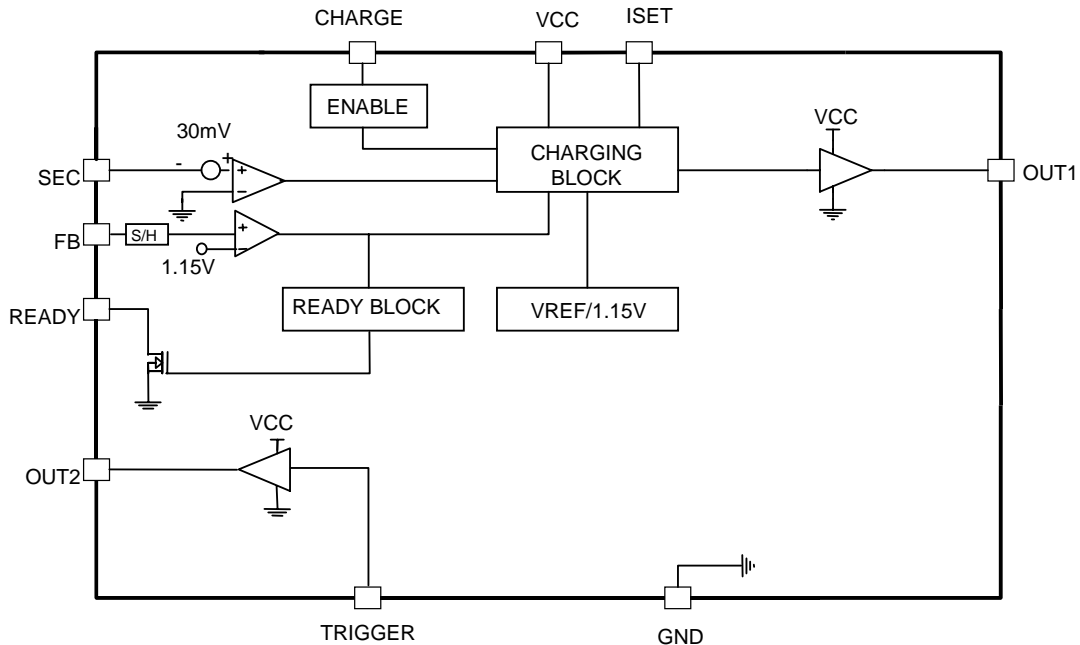 CHARGE
VCC
ISET
ENABLE
30mV
VCC
- +
+
-
CHARGING
BLOCK
SEC
OUT1
FB
S/H
+
-
1.15V
READY
READY BLOCK
VREF/1.15V
VCC
OUT2
TRIGGER
GND